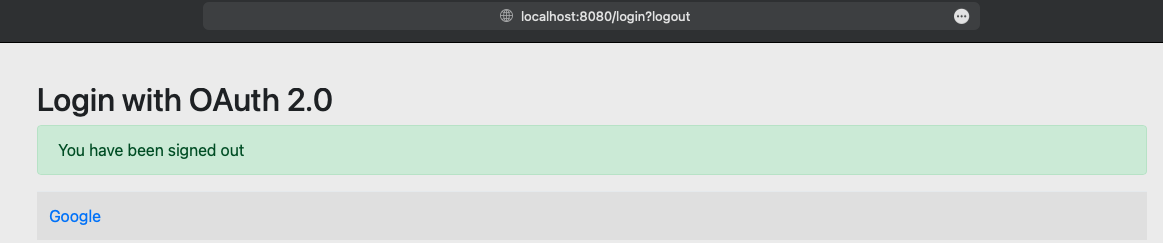 localhost:8080/login?logout
Login with OAuth 2.0
You have been signed out
Google